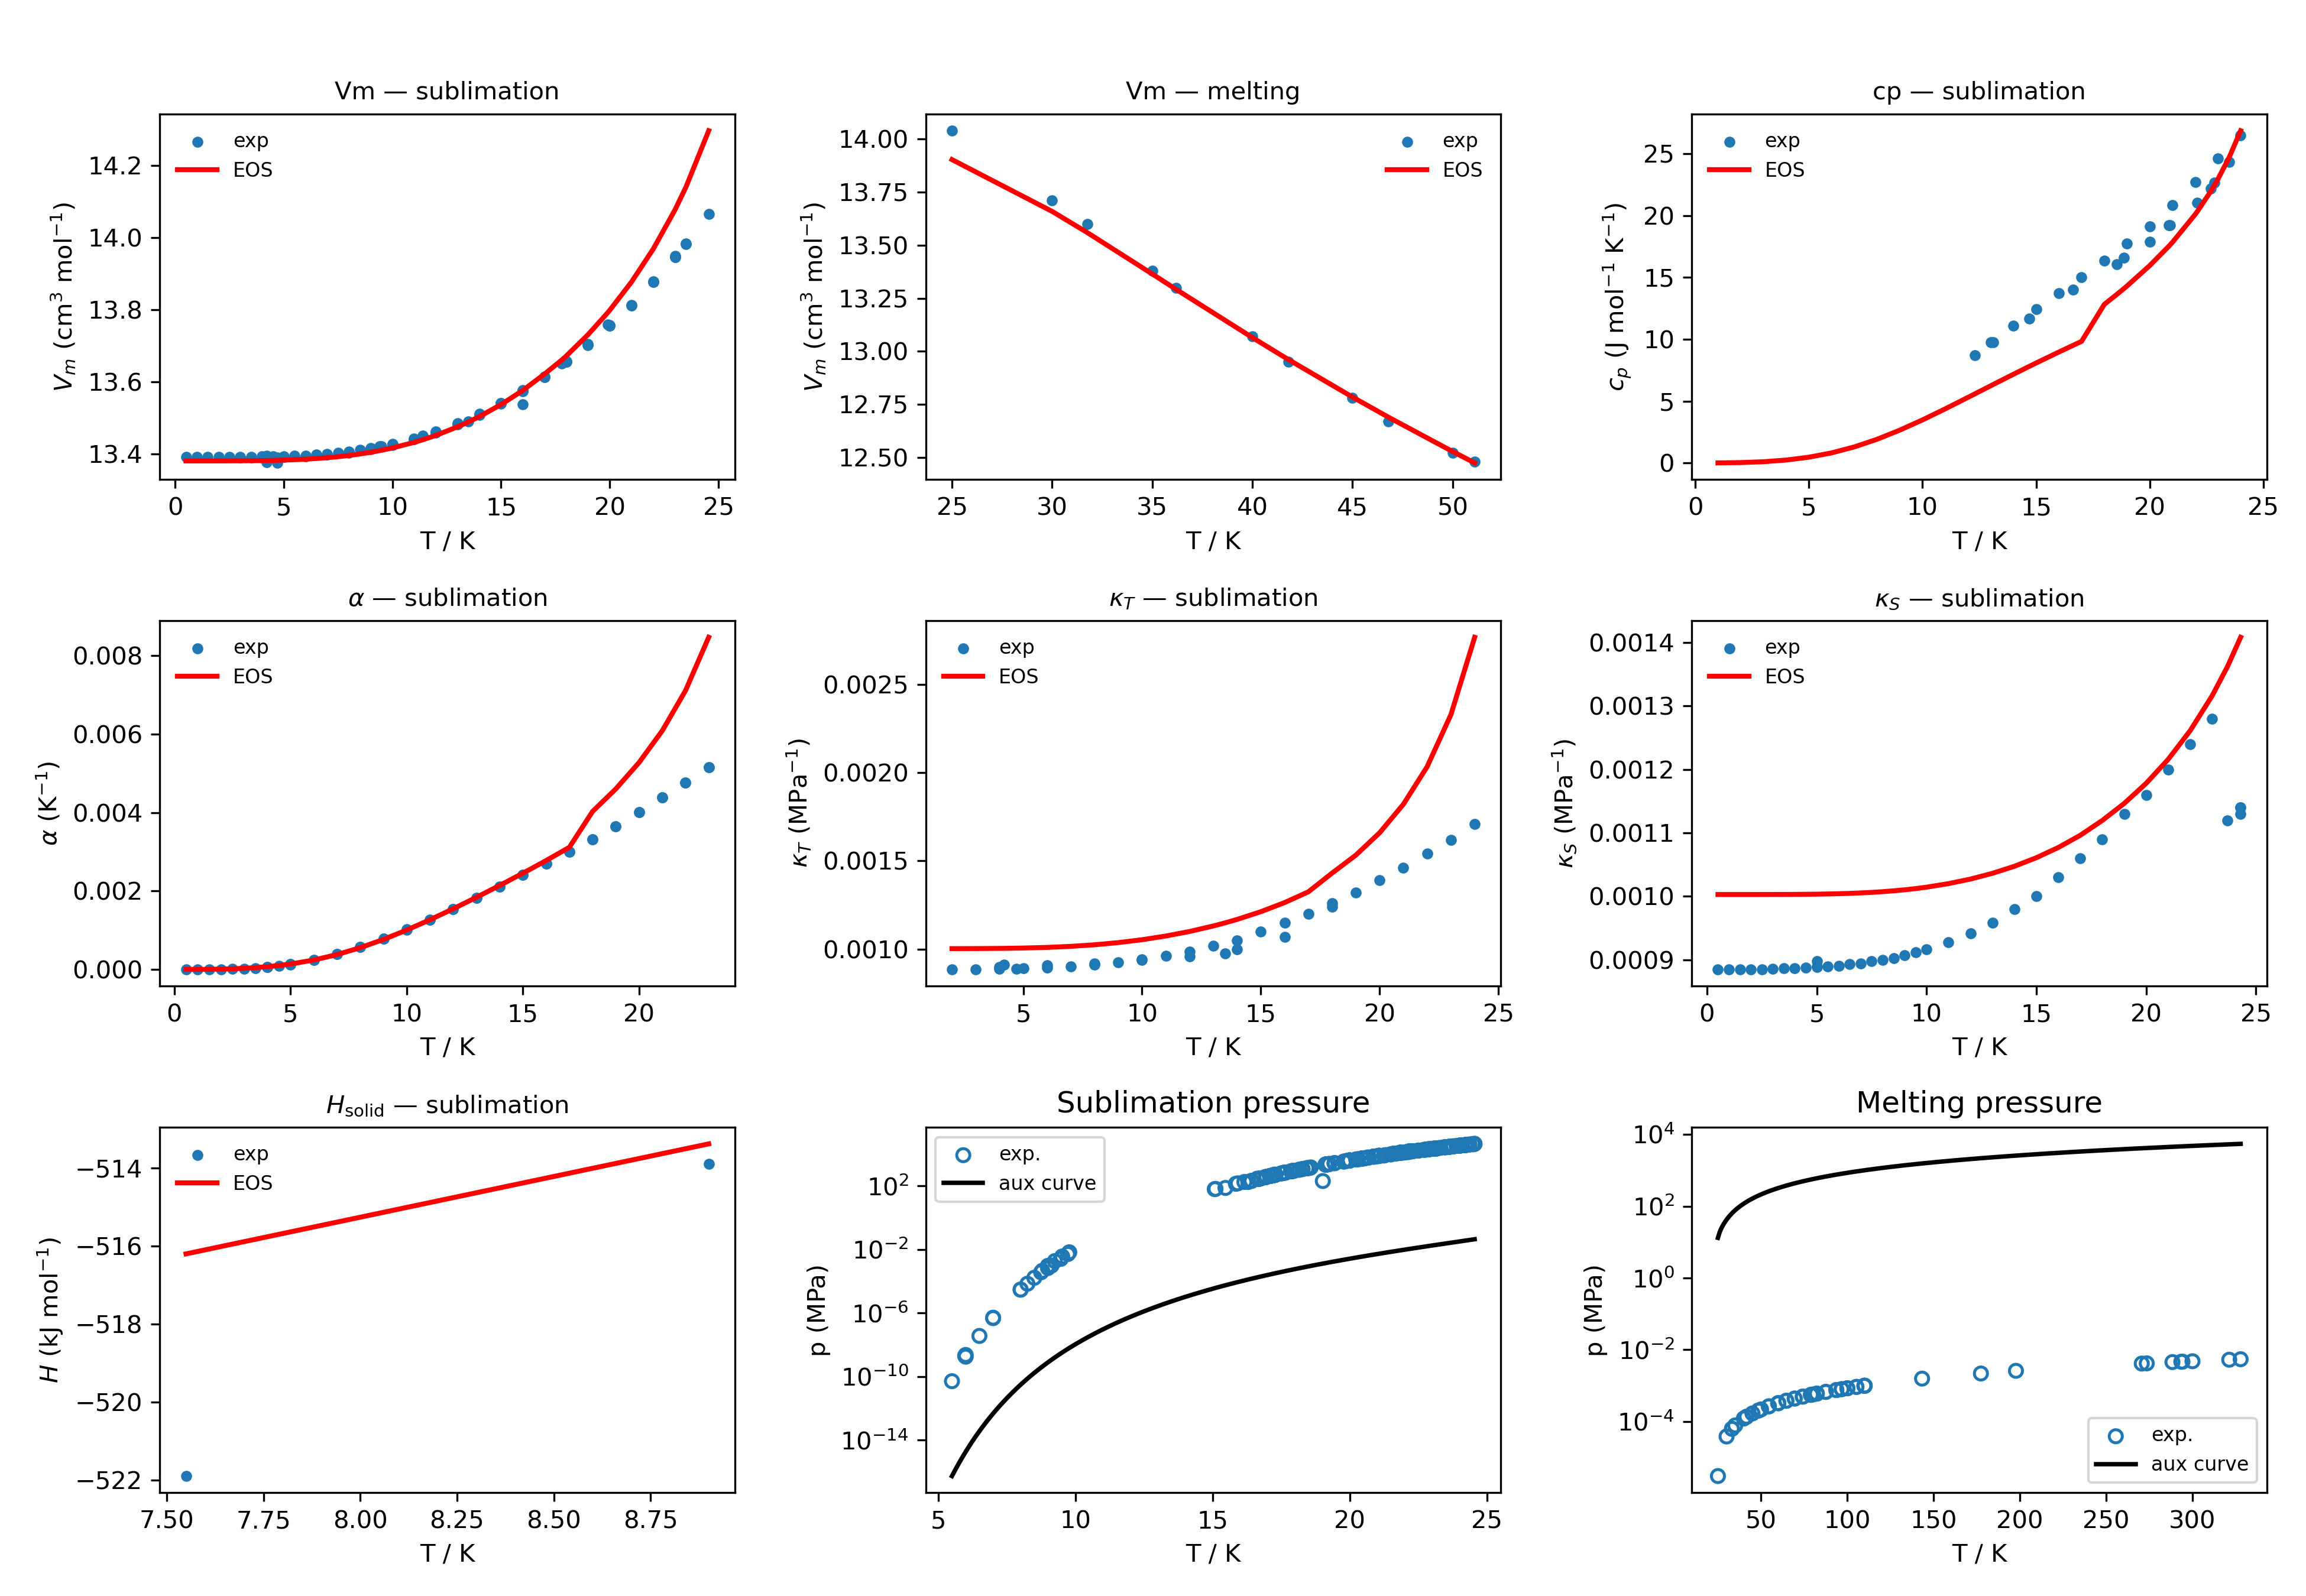 Vm — sublimation
exp
EOS
14.2
14.0
13.8
13.6
13.4
V_m (cm³ mol⁻¹)
0 5 10 15 20 25
T / K
Vm — melting
exp
EOS
14.00
13.75
13.50
13.25
13.00
12.75
12.50
V_m (cm³ mol⁻¹)
25 30 35 40 45 50
T / K
cp — sublimation
exp
EOS
25
20
15
10
5
0
c_p (J mol⁻¹ K⁻¹)
0 5 10 15 20 25
T / K
α — sublimation
exp
EOS
0.008
0.006
0.004
0.002
0.000
α (K⁻¹)
0 5 10 15 20
T / K
κ_T — sublimation
exp
EOS
0.0025
0.0020
0.0015
0.0010
κ_T (MPa⁻¹)
5 10 15 20 25
T / K
κ_S — sublimation
exp
EOS
0.0014
0.0013
0.0012
0.0011
0.0010
0.0009
κ_S (MPa⁻¹)
0 5 10 15 20 25
T / K
H_solid — sublimation
exp
EOS
−514
−516
−518
−520
−522
H (kJ mol⁻¹)
7.50 7.75 8.00 8.25 8.50 8.75
T / K
Sublimation pressure
exp.
aux curve
10²
10⁻²
10⁻⁶
10⁻¹⁰
10⁻¹⁴
p (MPa)
5 10 15 20 25
T / K
Melting pressure
10⁴
10²
10⁰
10⁻²
10⁻⁴
p (MPa)
exp.
aux curve
50 100 150 200 250 300
T / K